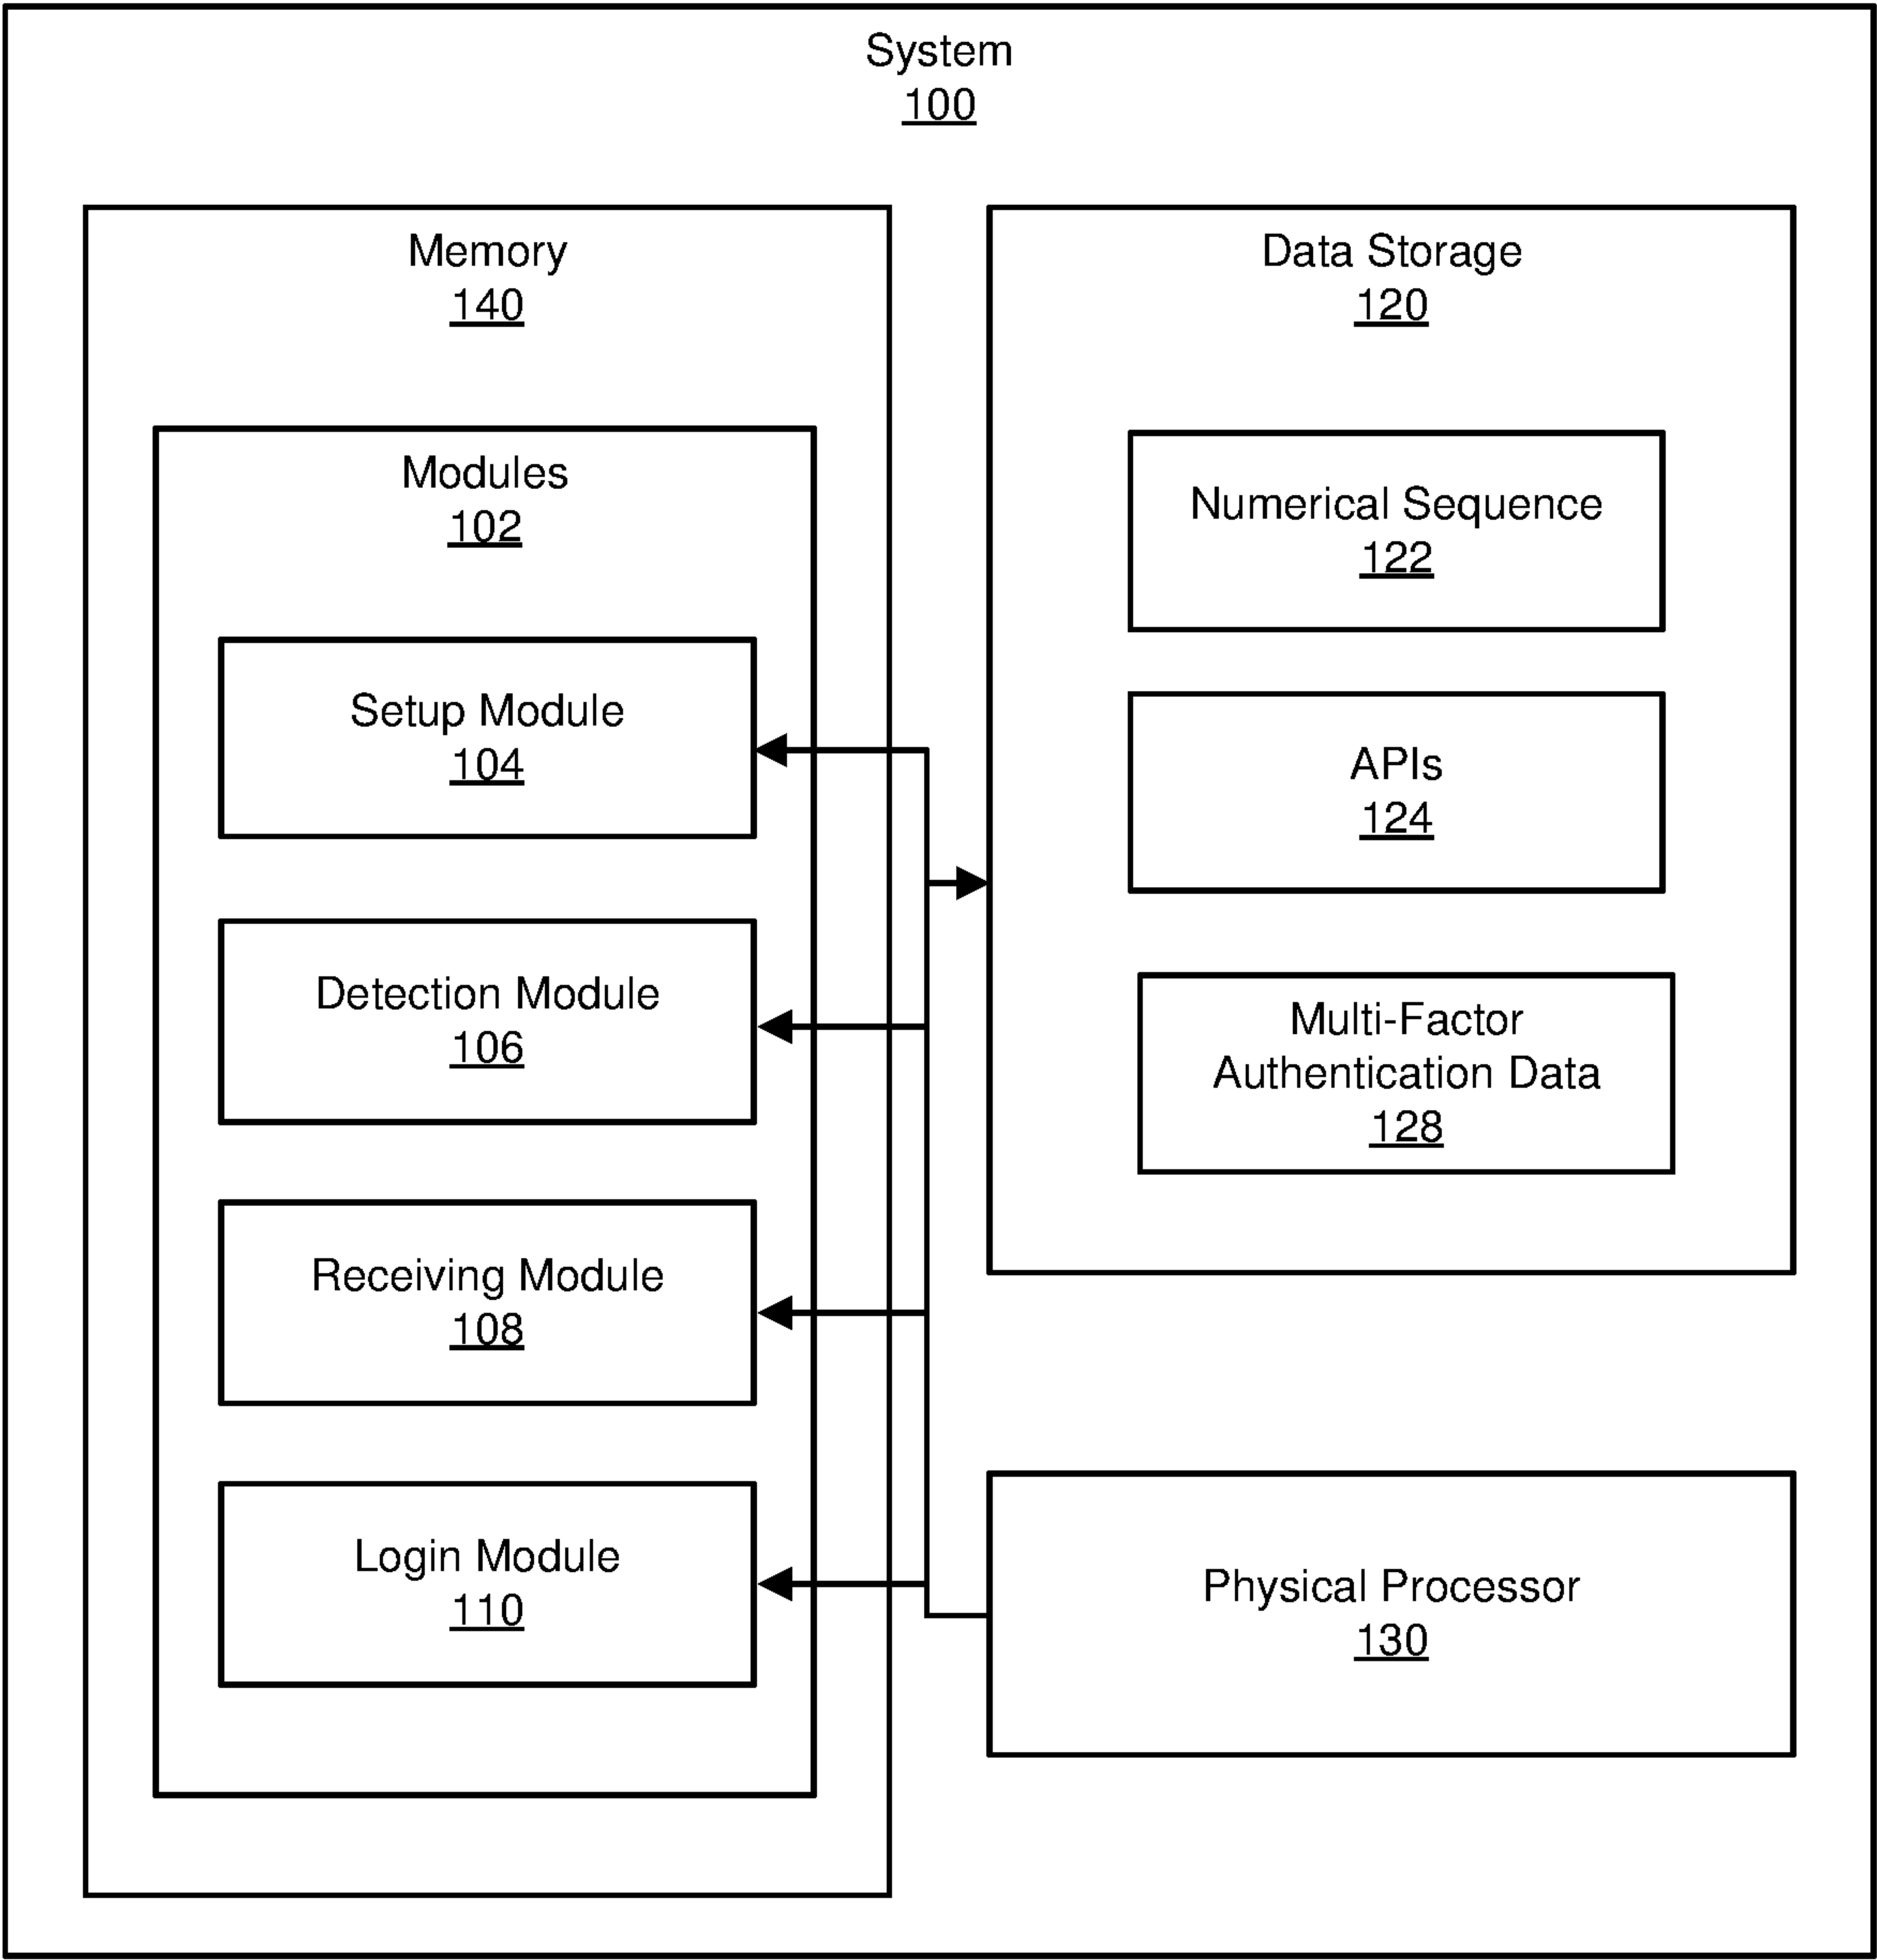 System
100
Memory
140
Modules
102
Setup Module
104
Detection Module
106
Receiving Module
108
Login Module
110
Data Storage
120
Numerical Sequence
122
APIs
124
Multi-Factor
Authentication Data
128
Physical Processor
130